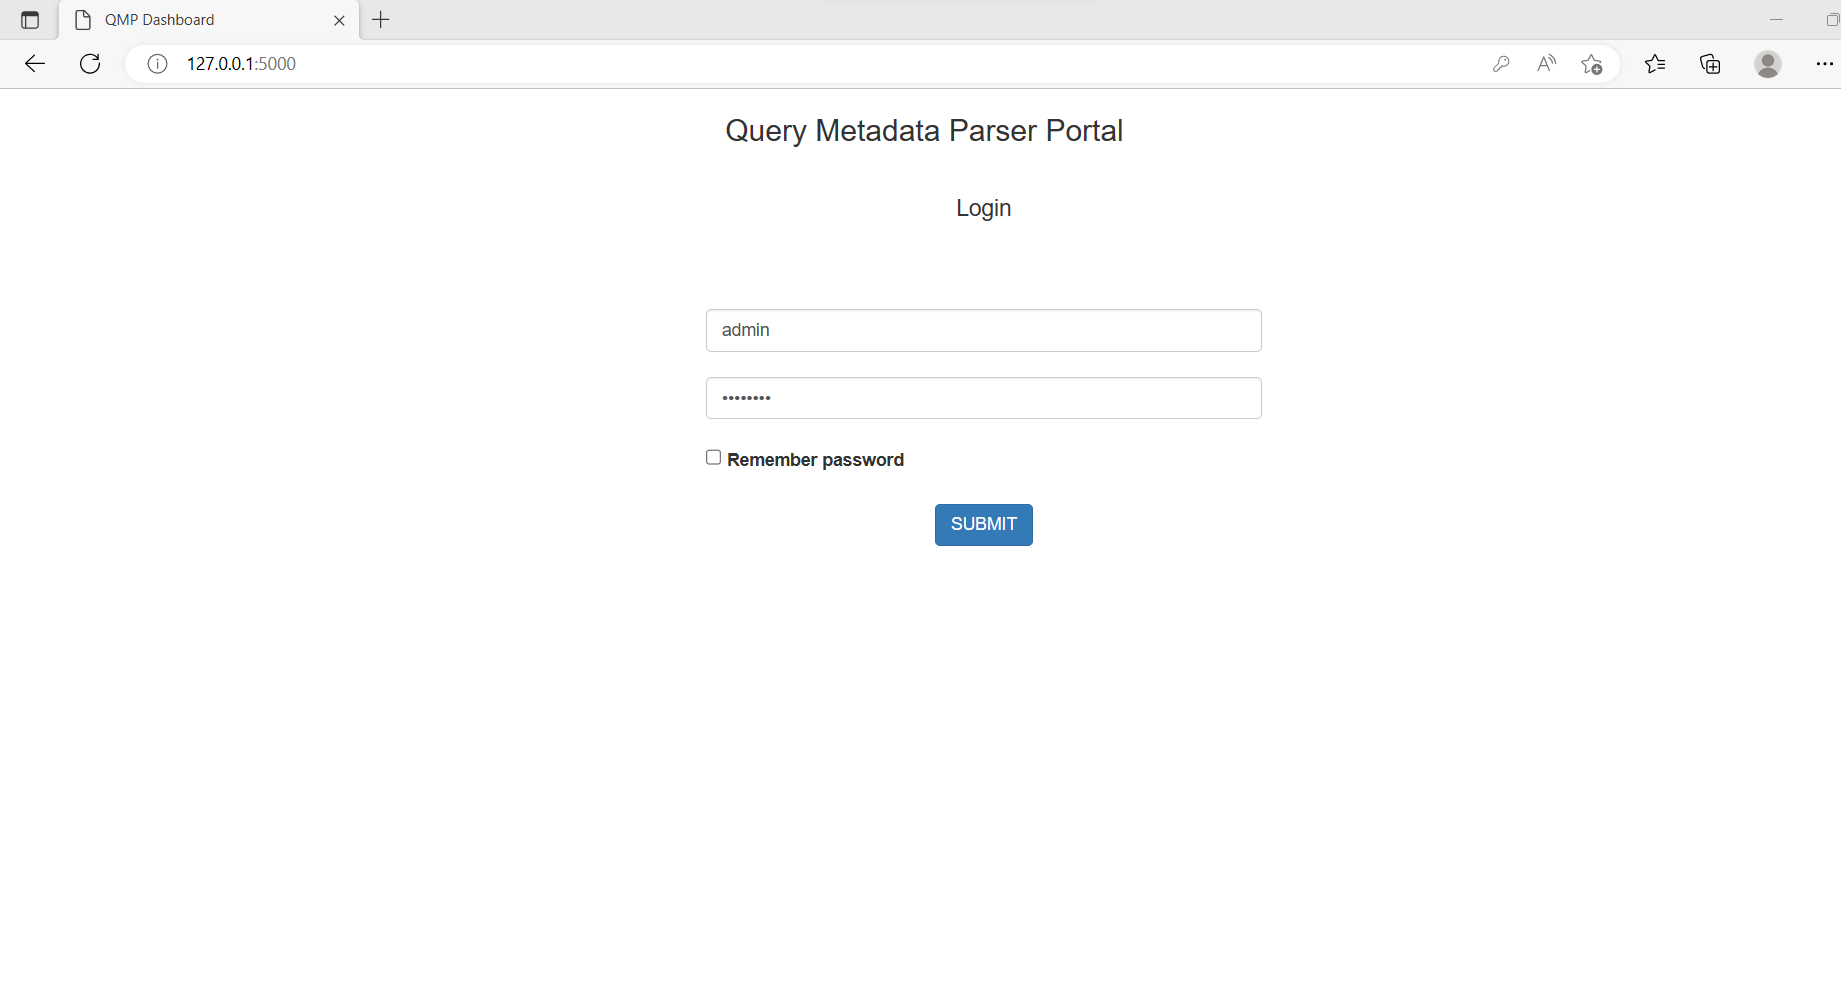 QMP Dashboard
127.0.0.1:5000
Query Metadata Parser Portal
Login
admin
••••••••
Remember password
SUBMIT